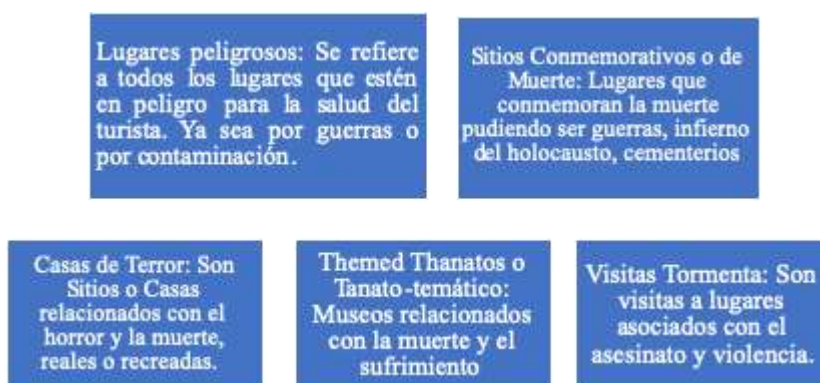 Lugares peligrosos: Se refiere
a todos los lugares que estén
en peligro para la salud del
turista. Ya sea por guerras o
por contaminación.
Sitios Conmemorativos o de
Muerte: Lugares que
conmemoran la muerte
pudiendo ser guerras, infierno
del holocausto, cementerios
Casas de Terror: Son
Sitios o Casas
relacionados con el
horror y la muerte,
reales o recreadas.
Themed Thanatos o
Tanato-temático:
Museos relacionados
con la muerte y el
sufrimiento
Visitas Tormenta: Son
visitas a lugares
asociados con el
asesinato y violencia.